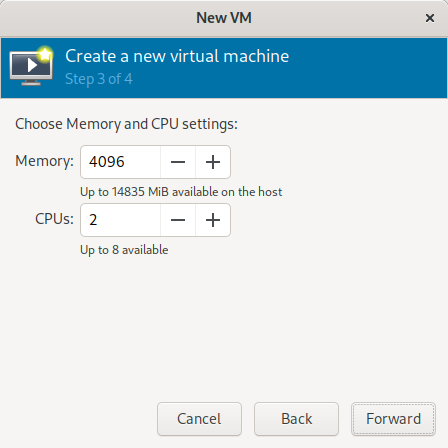 New VM
Create a new virtual machine
Step 3 of 4
Choose Memory and CPU settings:
Memory: 4096
Up to 14835 MiB available on the host
CPUs: 2
Up to 8 available
Cancel Back Forward